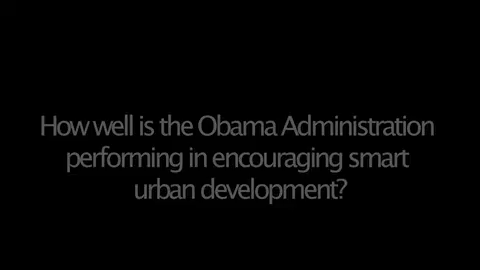 How well is the Obama Administration
performing in encouraging smart
urban development?